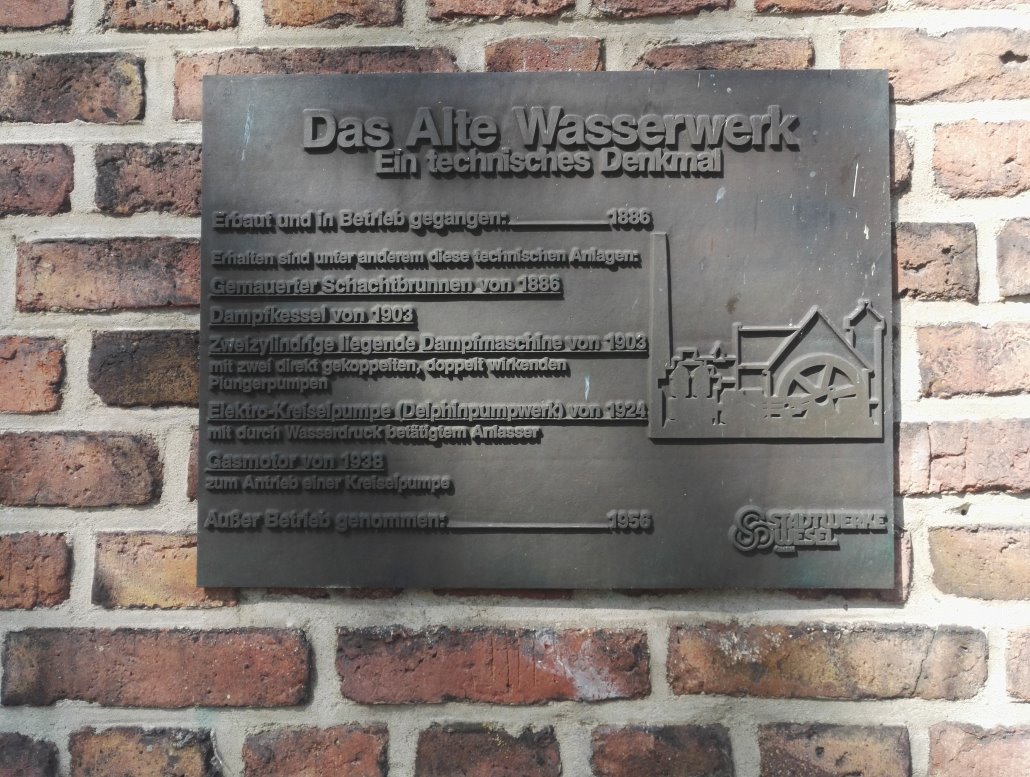 Das Alte Wasserwerk
Ein technisches Denkmal
Erbaut und in Betrieb gegangen: 1886
Erhalten sind unter anderem diese technischen Anlagen:
Gemauerter Schachtbrunnen von 1886
Dampfkessel von 1903
Zweizylindrige liegende Dampfmaschine von 1903
mit zwei direkt gekoppelten, doppelt wirkenden
Plungerpumpen
Elektro-Kreiselpumpe (Delphinpumpwerk) von 1924
mit durch Wasserdruck betätigtem Anlasser
Gasmotor von 1938
zum Antrieb einer Kreiselpumpe
Außer Betrieb genommen: 1956
STADTWERKE
WESEL